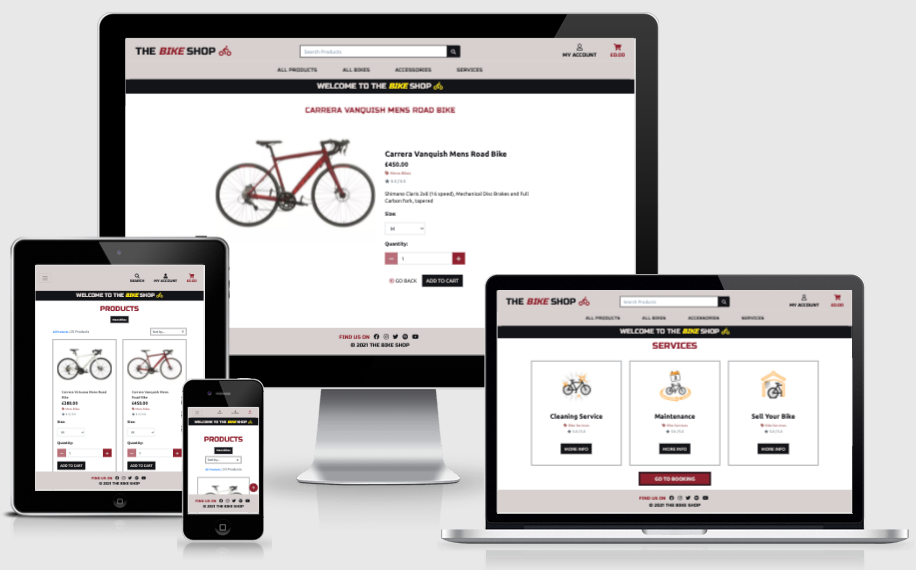 THE BIKE SHOP
Search Products
MY ACCOUNT
£0.00
ALL PRODUCTS
ALL BIKES
ACCESSORIES
SERVICES
WELCOME TO THE BIKE SHOP
CARRERA VANQUISH MENS ROAD BIKE
Carrera Vanquish Mens Road Bike
£450.00
Mens Bikes
Shimano Claris 2x8 (16 speed), Mechanical Disc Brakes and Full
Carbon Fork, tapered
Size:
M
Quantity:
1
GO BACK
ADD TO CART
FIND US ON
© 2021 THE BIKE SHOP
SEARCH
MY ACCOUNT
£0.00
WELCOME TO THE BIKE SHOP
PRODUCTS
Sort by...
Carrera Virtuoso Mens Road
Bike
£380.00
Mens Bikes
Size:
M
Quantity:
1
ADD TO CART
Carrera Vanquish Mens Road
Bike
£450.00
Mens Bikes
Size:
M
Quantity:
1
ADD TO CART
FIND US ON
© 2021 THE BIKE SHOP
WELCOME TO THE BIKE SHOP
PRODUCTS
Sort by...
FIND US ON
© 2021 THE BIKE SHOP
THE BIKE SHOP
Search Products
MY ACCOUNT
£0.00
ALL PRODUCTS
ALL BIKES
ACCESSORIES
SERVICES
WELCOME TO THE BIKE SHOP
SERVICES
Cleaning Service
Bike Services
MORE INFO
Maintenance
Bike Services
MORE INFO
Sell Your Bike
Bike Services
MORE INFO
GO TO BOOKING
FIND US ON
© 2021 THE BIKE SHOP